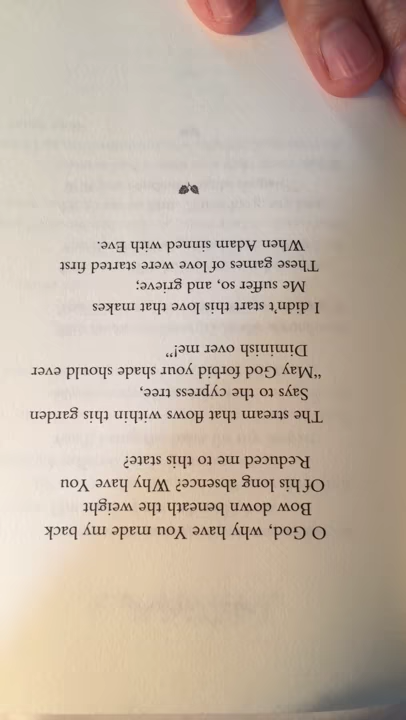 O God, why have You made my back
Bow down beneath the weight
Of his long absence? Why have You
Reduced me to this state?
The stream that flows within this garden
Says to the cypress tree,
"May God forbid your shade should ever
Diminish over me!"
I didn't start this love that makes
Me suffer so, and grieve;
These games of love were started first
When Adam sinned with Eve.